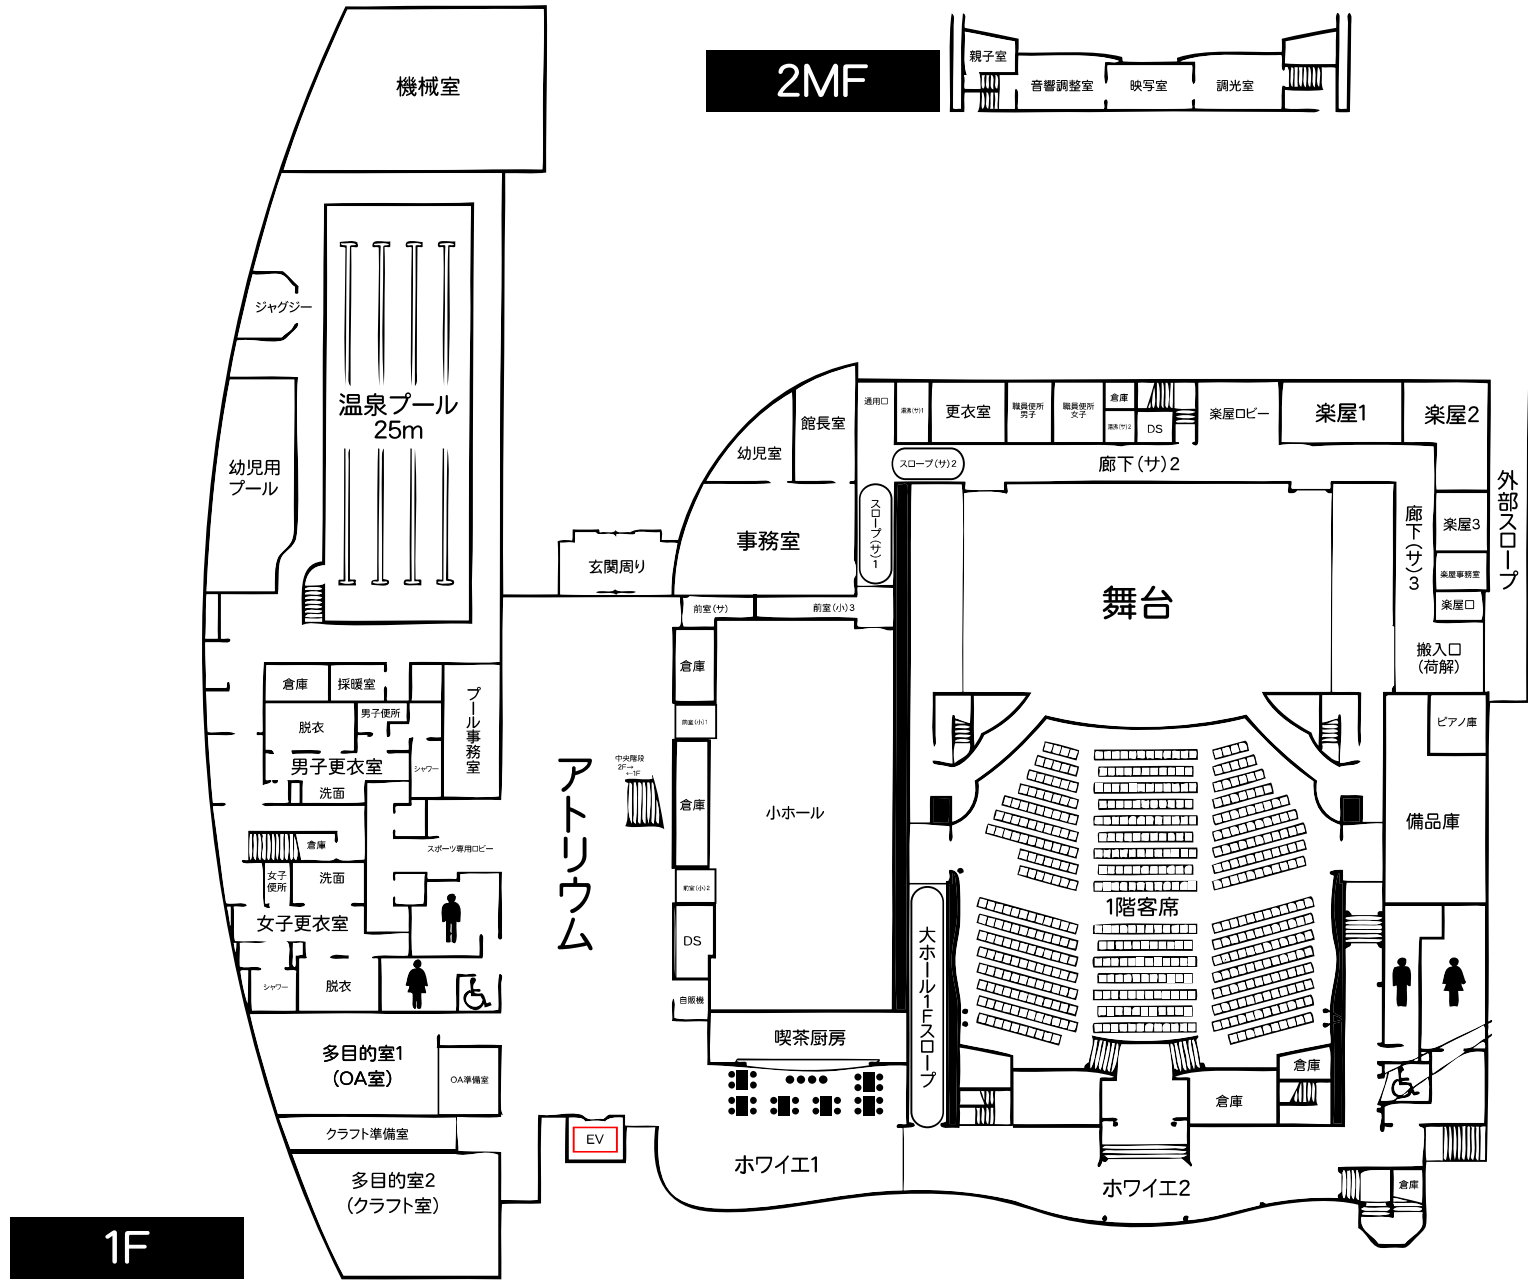 2MF
親子室
音響調整室
映写室
調光室
機械室
ジャグジー
温泉プール
25m
幼児用
プール
館長室
幼児室
事務室
玄関周り
通用口
湯沸(サ)1
更衣室
職員便所
男子
職員便所
女子
倉庫
湯沸(サ)2
DS
楽屋ロビー
楽屋1
楽屋2
スロープ(サ)2
廊下(サ)2
スロープ(サ)1
廊下(サ)3
外部スロープ
楽屋3
楽屋事務室
楽屋口
搬入口
(荷解)
舞台
前室(サ)
前室(小)3
倉庫
前室(小)1
倉庫
前室(小)2
DS
自販機
小ホール
倉庫
採暖室
男子便所
脱衣
男子更衣室
シャワー
洗面
プール事務室
倉庫
スポーツ専用ロビー
女子
便所
洗面
女子更衣室
シャワー
脱衣
アトリウム
中央階段
2F→
←1F
ピアノ庫
備品庫
1階客席
大ホール1Fスロープ
喫茶厨房
倉庫
倉庫
多目的室1
(OA室)
OA準備室
クラフト準備室
多目的室2
(クラフト室)
EV
ホワイエ1
ホワイエ2
倉庫
1F